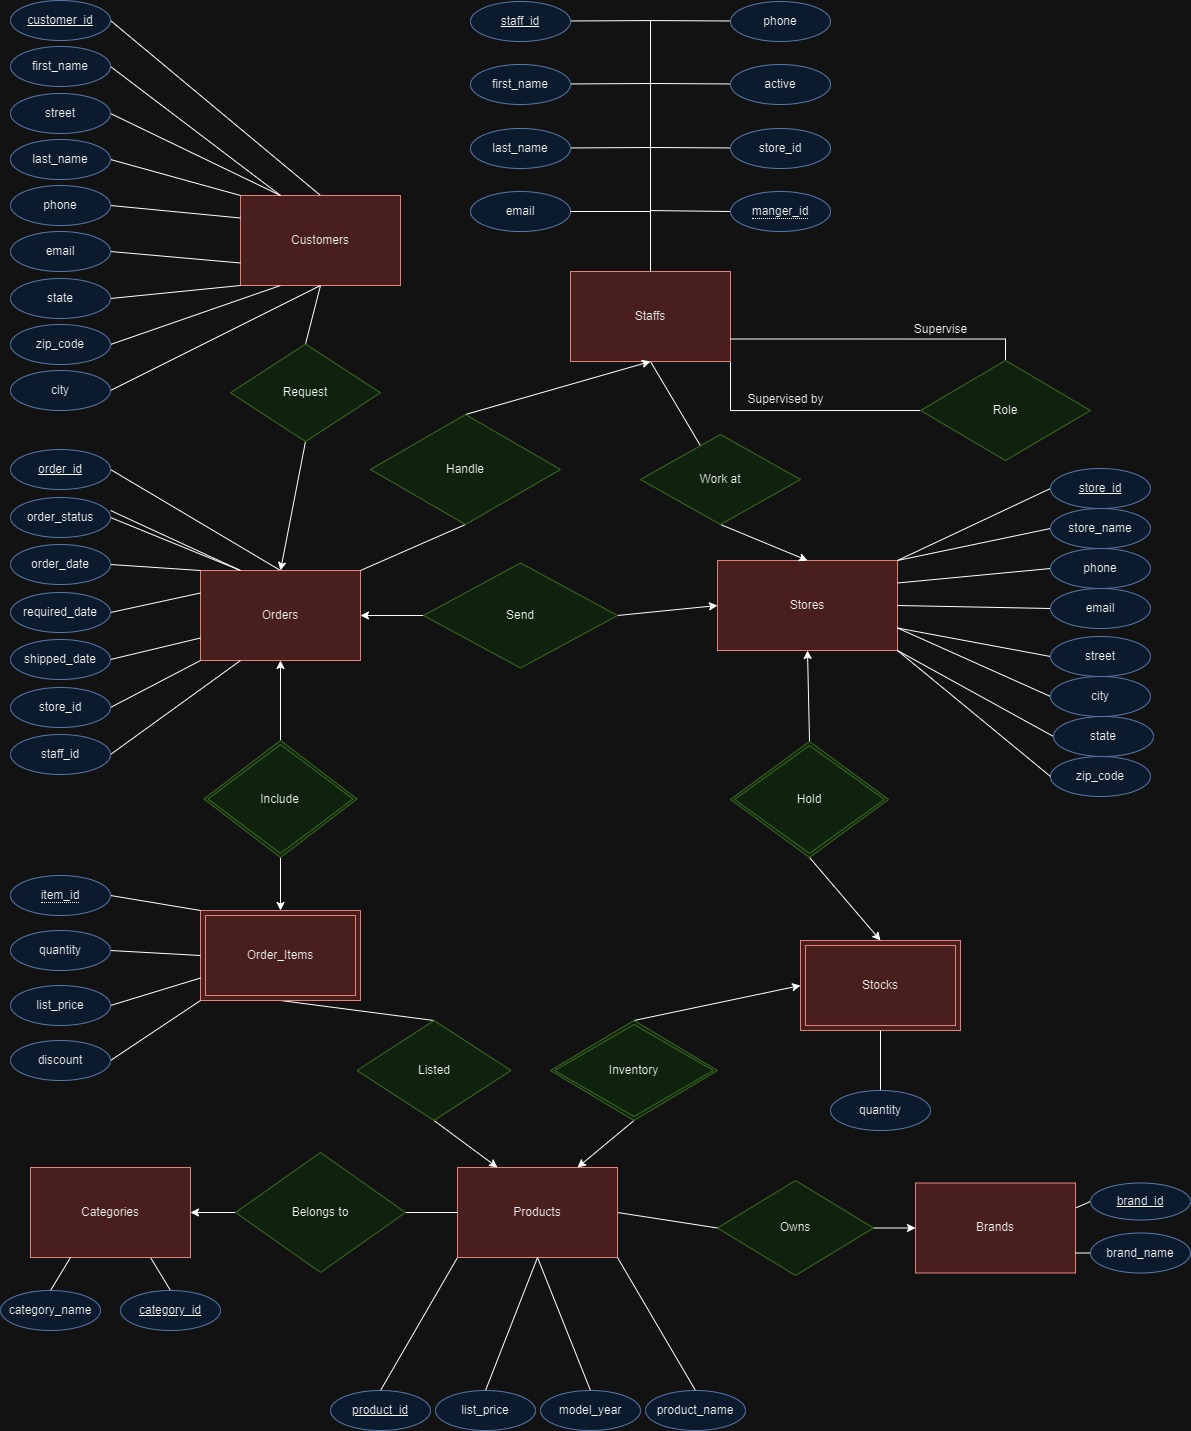 customer_id
first_name
street
last_name
phone
email
state
zip_code
city
Customers
staff_id
phone
first_name
active
last_name
store_id
email
manger_id
Staffs
Supervise
Supervised by
Role
Request
Handle
Work at
order_id
order_status
order_date
required_date
shipped_date
store_id
staff_id
Orders
Send
Stores
store_id
store_name
phone
email
street
city
state
zip_code
Include
Hold
item_id
quantity
list_price
discount
Order_Items
Stocks
quantity
Listed
Inventory
Categories
Belongs to
Products
Owns
Brands
brand_id
brand_name
category_name
category_id
product_id
list_price
model_year
product_name